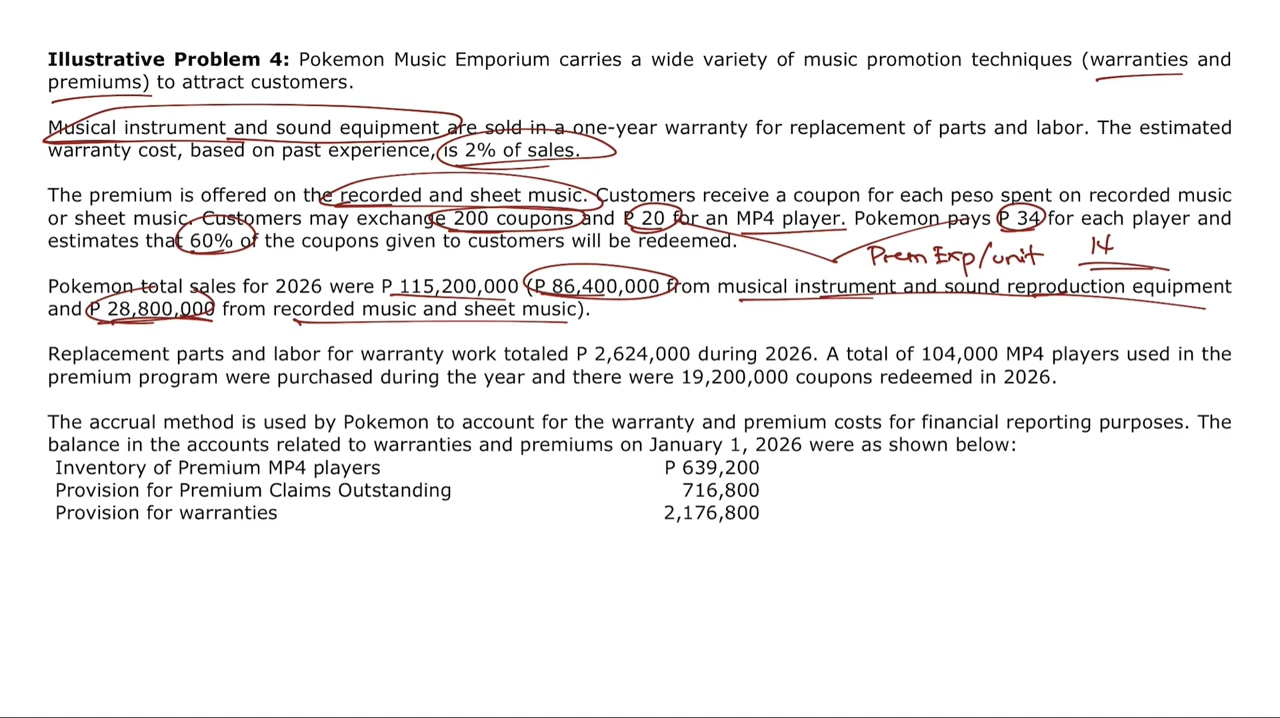 Illustrative Problem 4: Pokemon Music Emporium carries a wide variety of music promotion techniques (warranties and
premiums) to attract customers.
Musical instrument and sound equipment are sold in a one-year warranty for replacement of parts and labor. The estimated
warranty cost, based on past experience, is 2% of sales.
The premium is offered on the recorded and sheet music. Customers receive a coupon for each peso spent on recorded music
or sheet music. Customers may exchange 200 coupons and P 20 for an MP4 player. Pokemon pays P 34 for each player and
estimates that 60% of the coupons given to customers will be redeemed.
Prem Exp/unit 14
Pokemon total sales for 2026 were P 115,200,000 (P 86,400,000 from musical instrument and sound reproduction equipment
and P 28,800,000 from recorded music and sheet music).
Replacement parts and labor for warranty work totaled P 2,624,000 during 2026. A total of 104,000 MP4 players used in the
premium program were purchased during the year and there were 19,200,000 coupons redeemed in 2026.
The accrual method is used by Pokemon to account for the warranty and premium costs for financial reporting purposes. The
balance in the accounts related to warranties and premiums on January 1, 2026 were as shown below:
Inventory of Premium MP4 players P 639,200
Provision for Premium Claims Outstanding 716,800
Provision for warranties 2,176,800